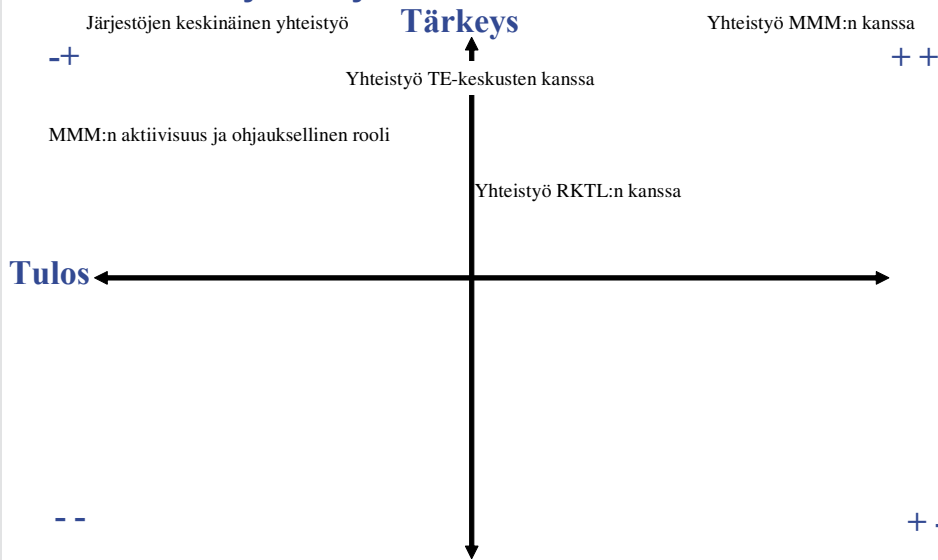 Järjestöjen keskinäinen yhteistyö
Tärkeys
Yhteistyö MMM:n kanssa
-+
++
Yhteistyö TE-keskusten kanssa
MMM:n aktiivisuus ja ohjauksellinen rooli
Yhteistyö RKTL:n kanssa
Tulos
- -
+ -